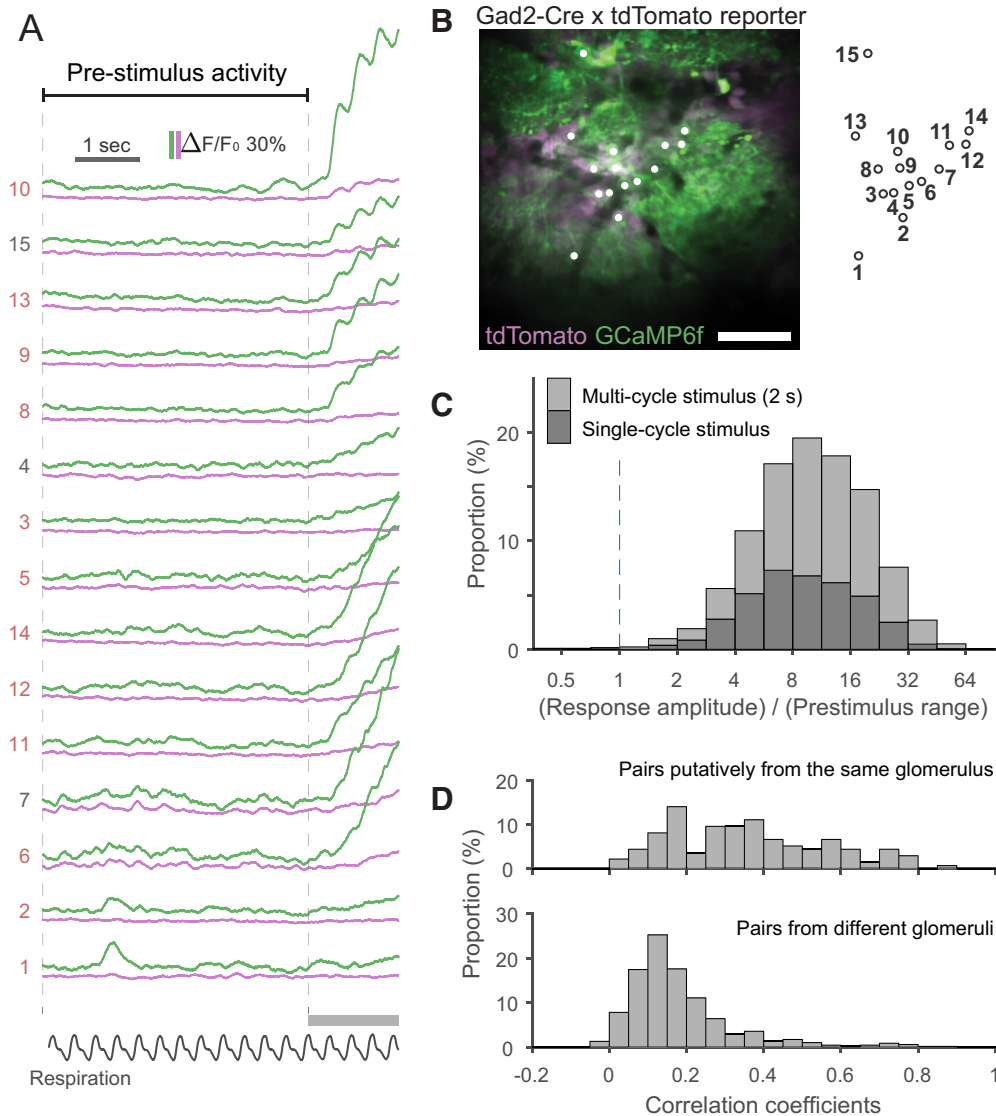 A
Pre-stimulus activity
1 sec
ΔF/F₀ 30%
10
15
13
9
8
4
3
5
14
12
11
7
6
2
1
Respiration
B
Gad2-Cre x tdTomato reporter
tdTomato GCaMP6f
15
13
14
11
10
12
8
9
7
3
4
5
6
2
1
C
Multi-cycle stimulus (2 s)
Single-cycle stimulus
Proportion (%)
20
0
0.5 1 2 4 8 16 32 64
(Response amplitude) / (Prestimulus range)
D
Pairs putatively from the same glomerulus
20
10
0
Proportion (%)
Pairs from different glomeruli
30
20
10
0
-0.2 0 0.2 0.4 0.6 0.8 1
Correlation coefficients